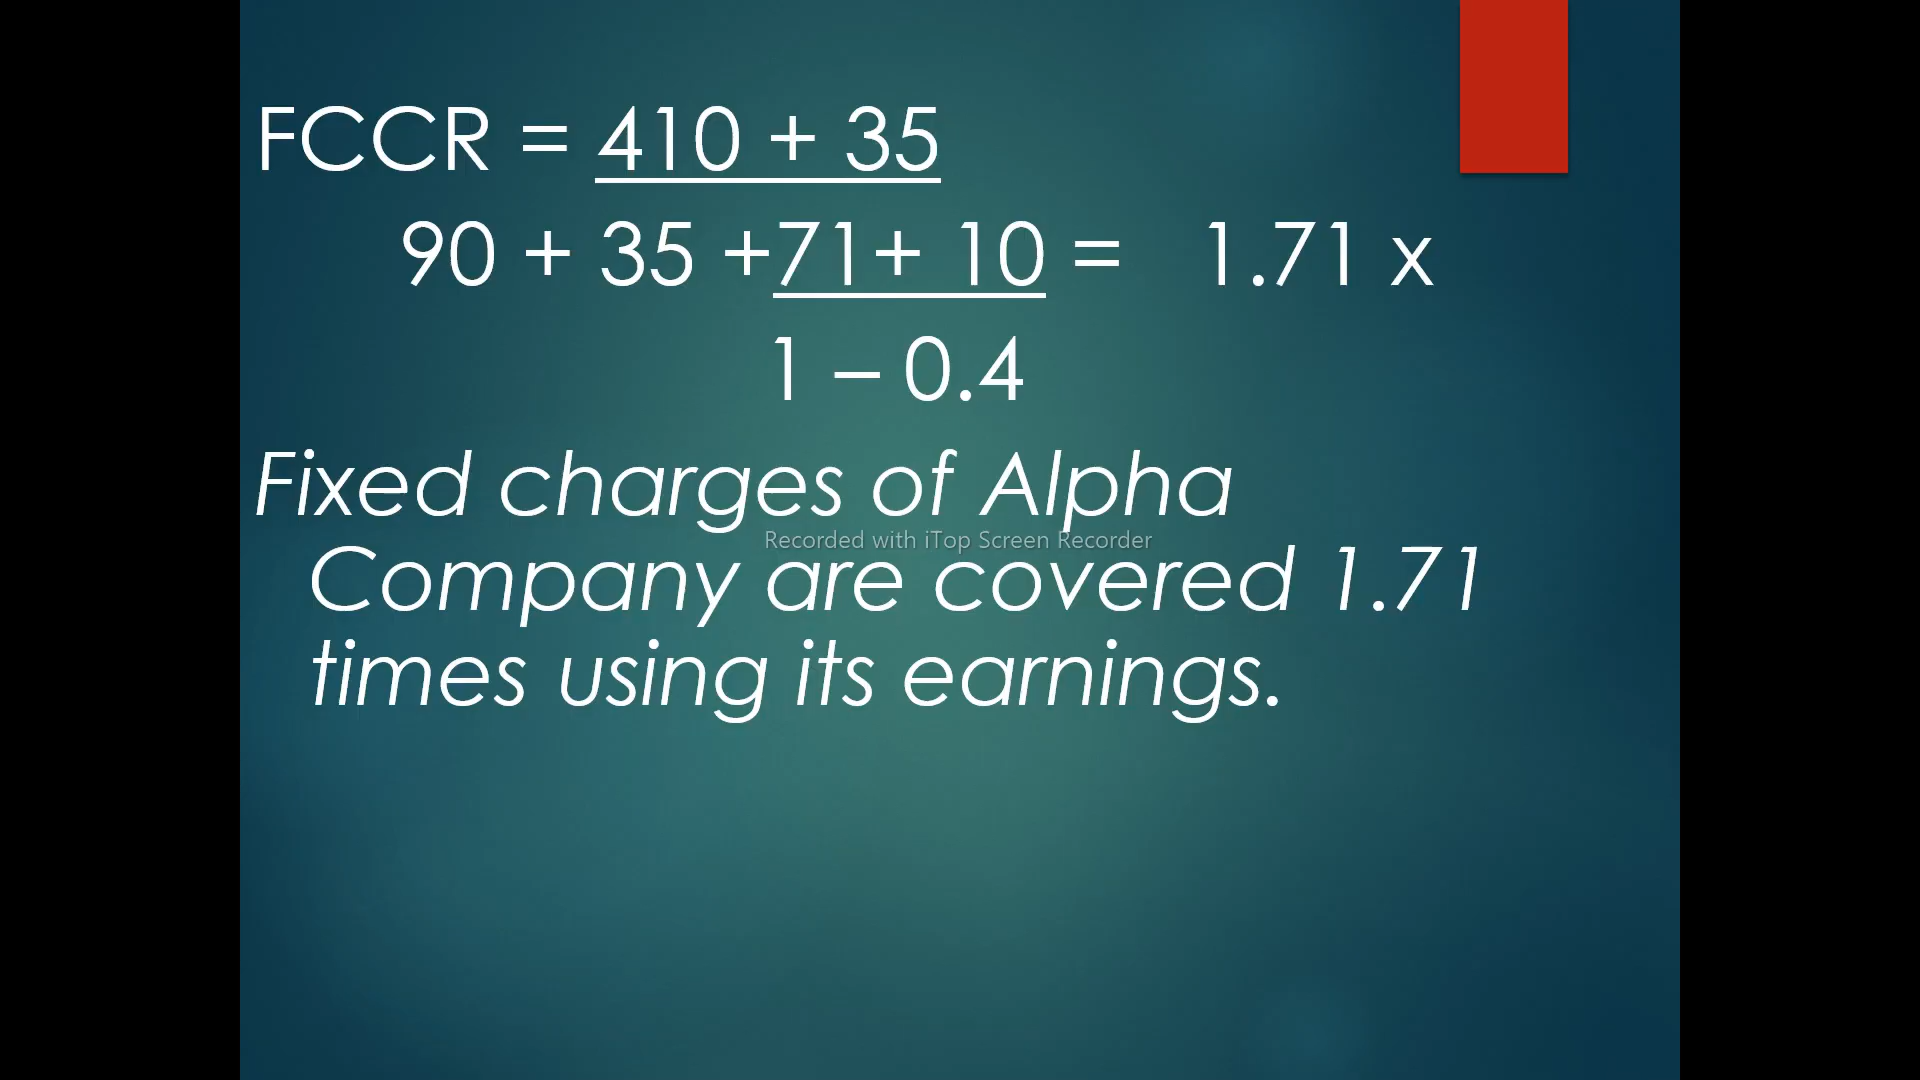 FCCR = 410 + 35
90 + 35 +71+ 10 = 1.71 x
1 – 0.4
Fixed charges of Alpha
Recorded with iTop Screen Recorder
Company are covered 1.71
times using its earnings.